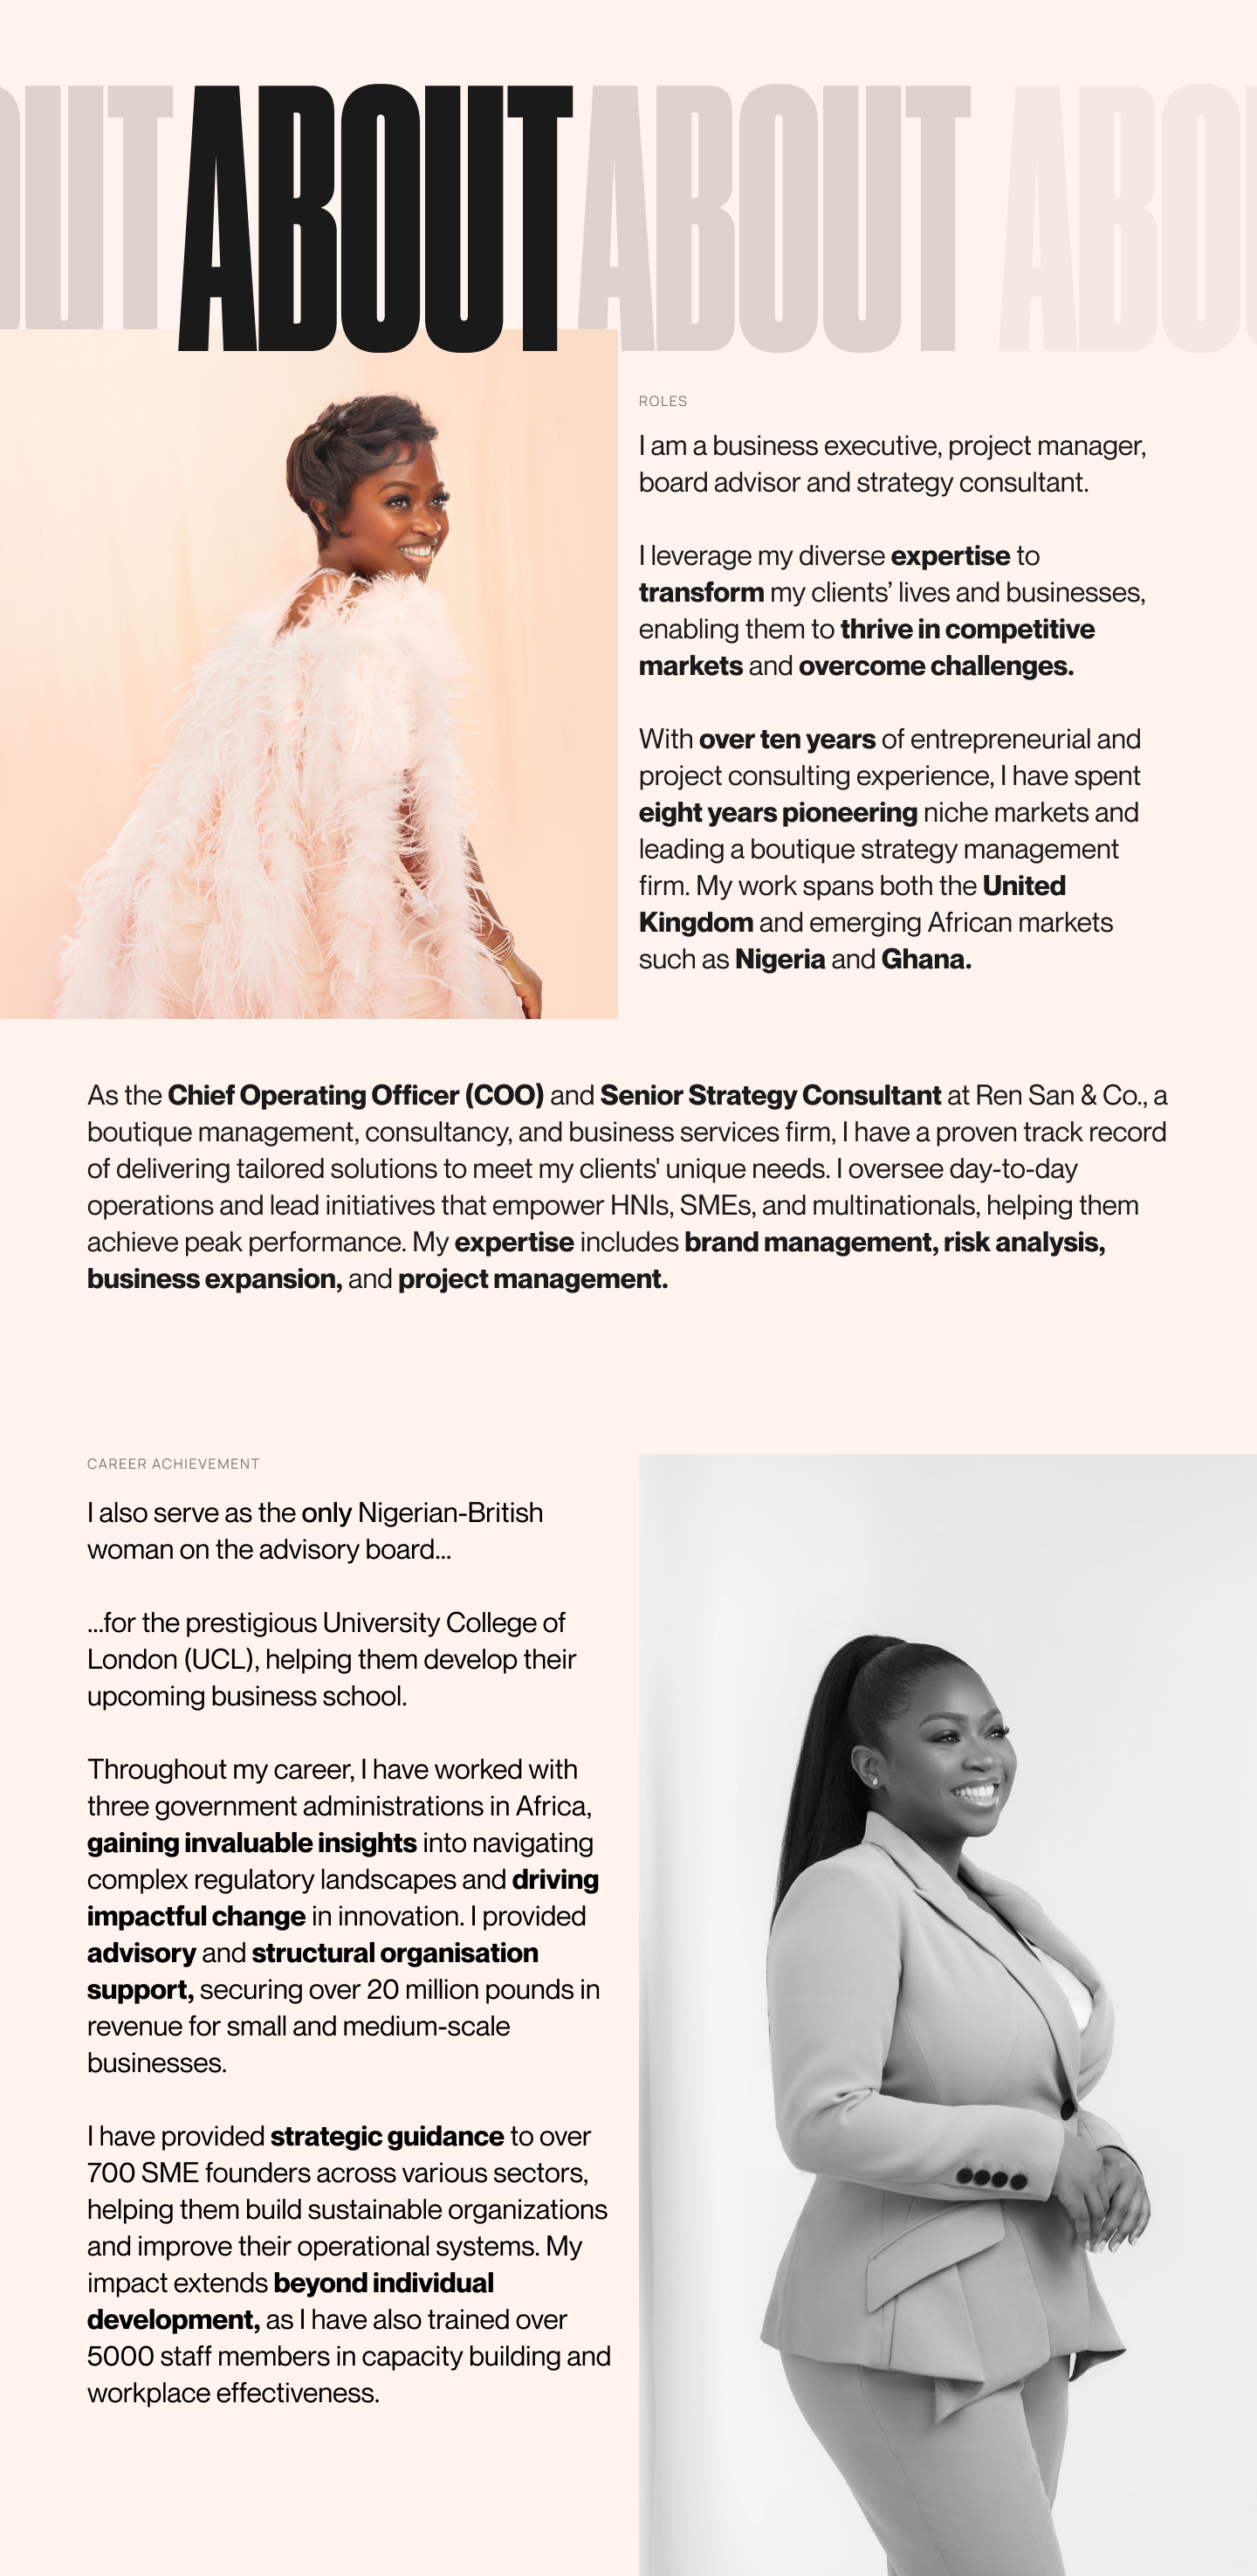 OUT ABOUT ABOUT ABOU
ROLES
I am a business executive, project manager,
board advisor and strategy consultant.
I leverage my diverse expertise to
transform my clients’ lives and businesses,
enabling them to thrive in competitive
markets and overcome challenges.
With over ten years of entrepreneurial and
project consulting experience, I have spent
eight years pioneering niche markets and
leading a boutique strategy management
firm. My work spans both the United
Kingdom and emerging African markets
such as Nigeria and Ghana.
As the Chief Operating Officer (COO) and Senior Strategy Consultant at Ren San & Co., a
boutique management, consultancy, and business services firm, I have a proven track record
of delivering tailored solutions to meet my clients' unique needs. I oversee day-to-day
operations and lead initiatives that empower HNIs, SMEs, and multinationals, helping them
achieve peak performance. My expertise includes brand management, risk analysis,
business expansion, and project management.
CAREER ACHIEVEMENT
I also serve as the only Nigerian-British
woman on the advisory board...
...for the prestigious University College of
London (UCL), helping them develop their
upcoming business school.
Throughout my career, I have worked with
three government administrations in Africa,
gaining invaluable insights into navigating
complex regulatory landscapes and driving
impactful change in innovation. I provided
advisory and structural organisation
support, securing over 20 million pounds in
revenue for small and medium-scale
businesses.
I have provided strategic guidance to over
700 SME founders across various sectors,
helping them build sustainable organizations
and improve their operational systems. My
impact extends beyond individual
development, as I have also trained over
5000 staff members in capacity building and
workplace effectiveness.